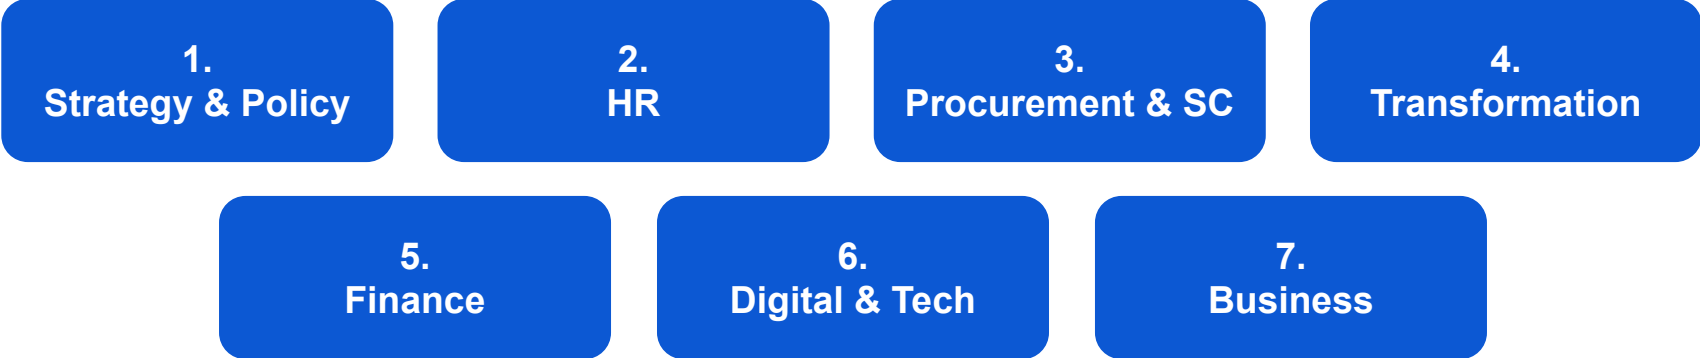 1.
Strategy & Policy
2.
HR
3.
Procurement & SC
4.
Transformation
5.
Finance
6.
Digital & Tech
7.
Business